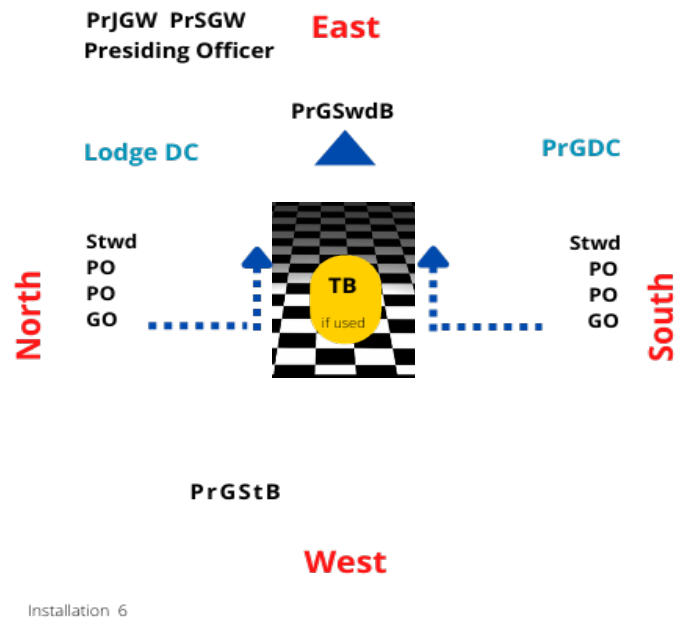 PrJGW PrSGW
Presiding Officer
East
PrGSwdB
Lodge DC
PrGDC
Stwd
PO
PO
GO
North
TB
if used
Stwd
PO
PO
GO
South
PrGStB
West
Installation 6